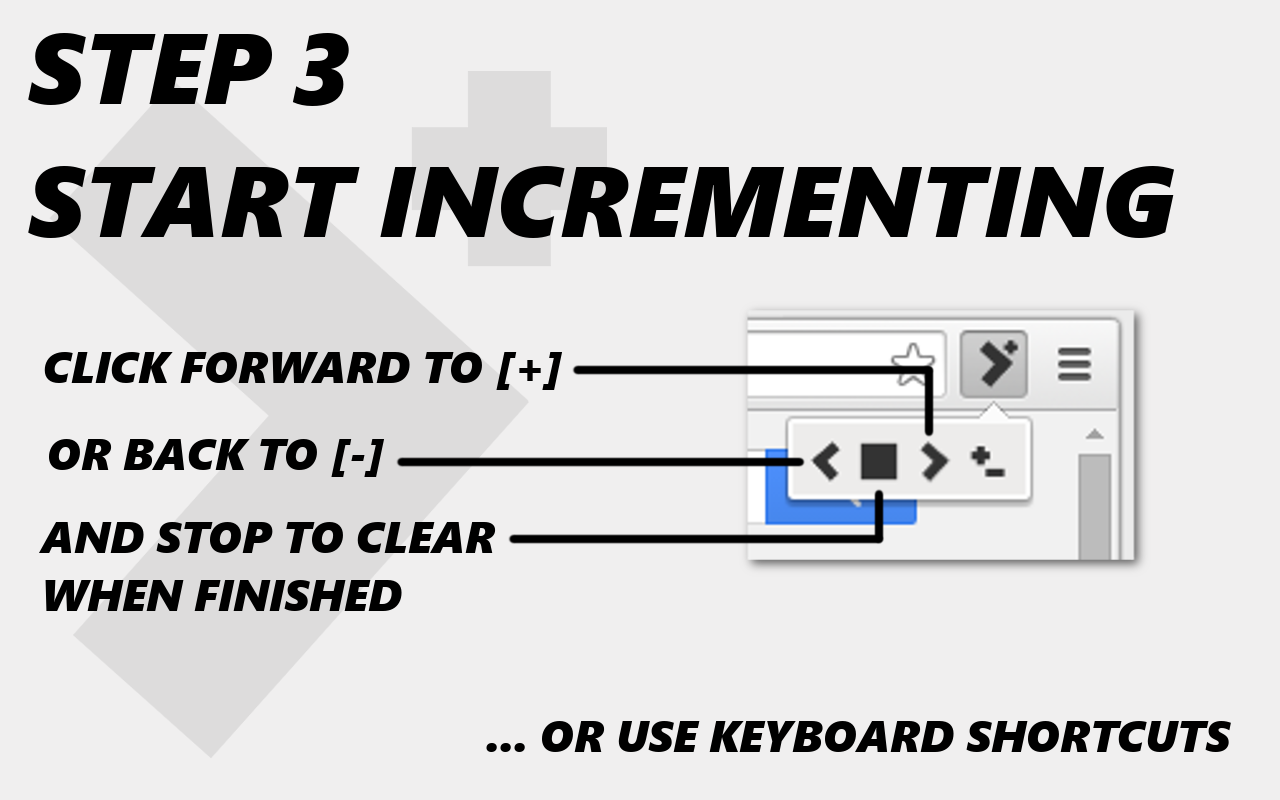 STEP 3
START INCREMENTING
CLICK FORWARD TO [+]
OR BACK TO [-]
AND STOP TO CLEAR
WHEN FINISHED
... OR USE KEYBOARD SHORTCUTS